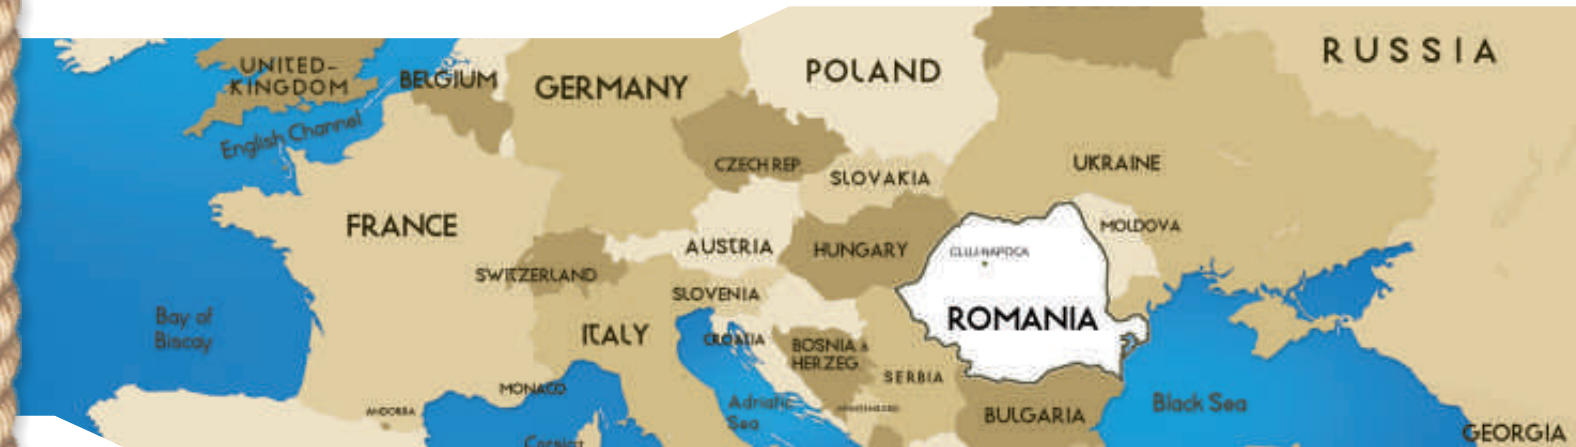 RUSSIA
UNITED-
KINGDOM
BELGIUM
GERMANY
POLAND
English Channel
CZECH REP.
SLOVAKIA
UKRAINE
FRANCE
AUSTRIA
HUNGARY
MOLDOVA
CLUJ-NAPOCA
SWITZERLAND
SLOVENIA
ROMANIA
Bay of
Biscay
ITALY
CROATIA
BOSNIA &
HERZEG.
SERBIA
MONACO
ANDORRA
Adriatic
Sea
BULGARIA
Black Sea
GEORGIA